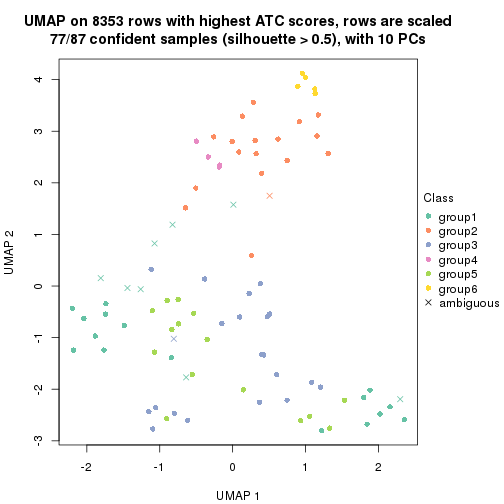 UMAP on 8353 rows with highest ATC scores, rows are scaled
77/87 confident samples (silhouette > 0.5), with 10 PCs
4
3
2
1
0
-1
-2
-3
UMAP 2
-2
-1
0
1
2
UMAP 1
Class
group1
group2
group3
group4
group5
group6
ambiguous